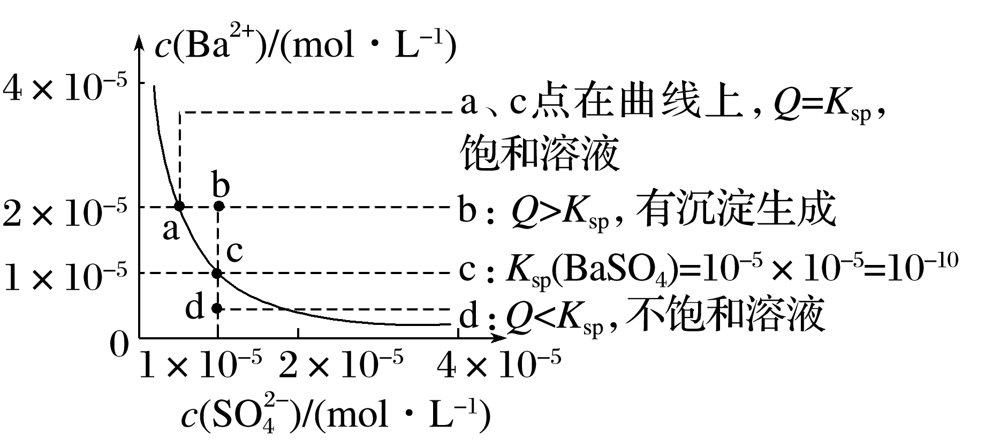 c(Ba²⁺)/(mol·L⁻¹)
4×10⁻⁵
a、c点在曲线上，Q=Kₛₚ，
饱和溶液
b
2×10⁻⁵
a
b：Q>Kₛₚ，有沉淀生成
c
1×10⁻⁵
c：Kₛₚ(BaSO₄)=10⁻⁵×10⁻⁵=10⁻¹⁰
d
d：Q<Kₛₚ，不饱和溶液
0
1×10⁻⁵ 2×10⁻⁵ 4×10⁻⁵
c(SO₄²⁻)/(mol·L⁻¹)